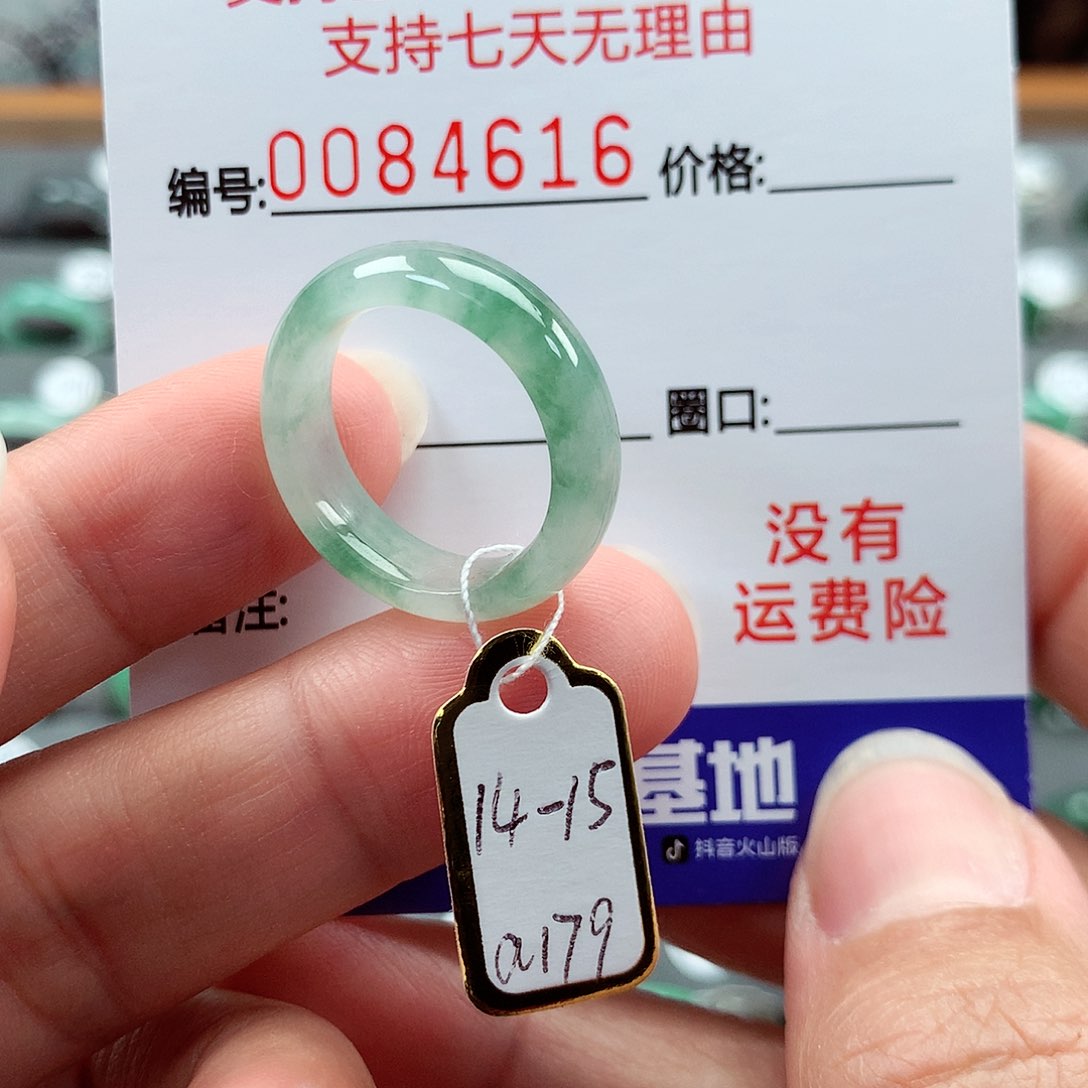 支持七天无理由
编号:0084616 价格:
圈口:
没有
运费险
注:
基地
抖音火山版
14-15
a179